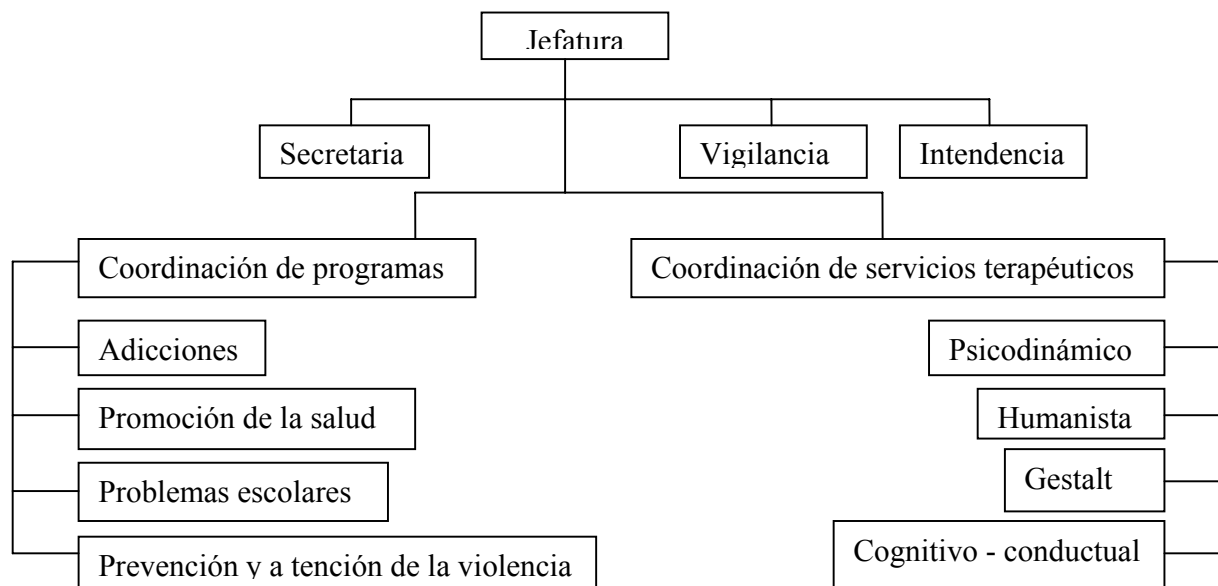 Jefatura
Secretaria
Vigilancia
Intendencia
Coordinación de programas
Coordinación de servicios terapéuticos
Adicciones
Psicodinámico
Promoción de la salud
Humanista
Problemas escolares
Gestalt
Prevención y a tención de la violencia
Cognitivo - conductual